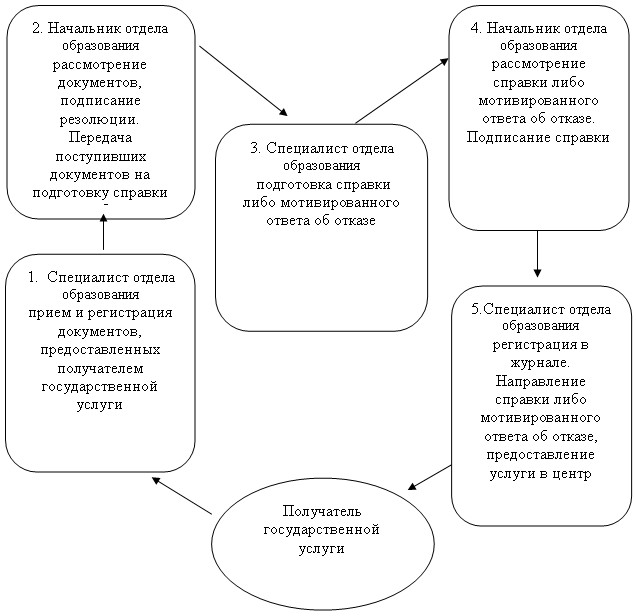 2. Начальник отдела
образования
рассмотрение
документов,
подписание
резолюции.
Передача
поступивших
документов на
подготовку справки
4. Начальник отдела
образования
рассмотрение
справки либо
мотивированного
ответа об отказе.
Подписание справки
3. Специалист отдела
образования
подготовка справки
либо мотивированного
ответа об отказе
1. Специалист отдела
образования
прием и регистрация
документов,
предоставленных
получателем
государственной
услуги
5.Специалист отдела
образования
регистрация в
журнале.
Направление
справки либо
мотивированного
ответа об отказе,
предоставление
услуги в центр
Получатель
государственной
услуги